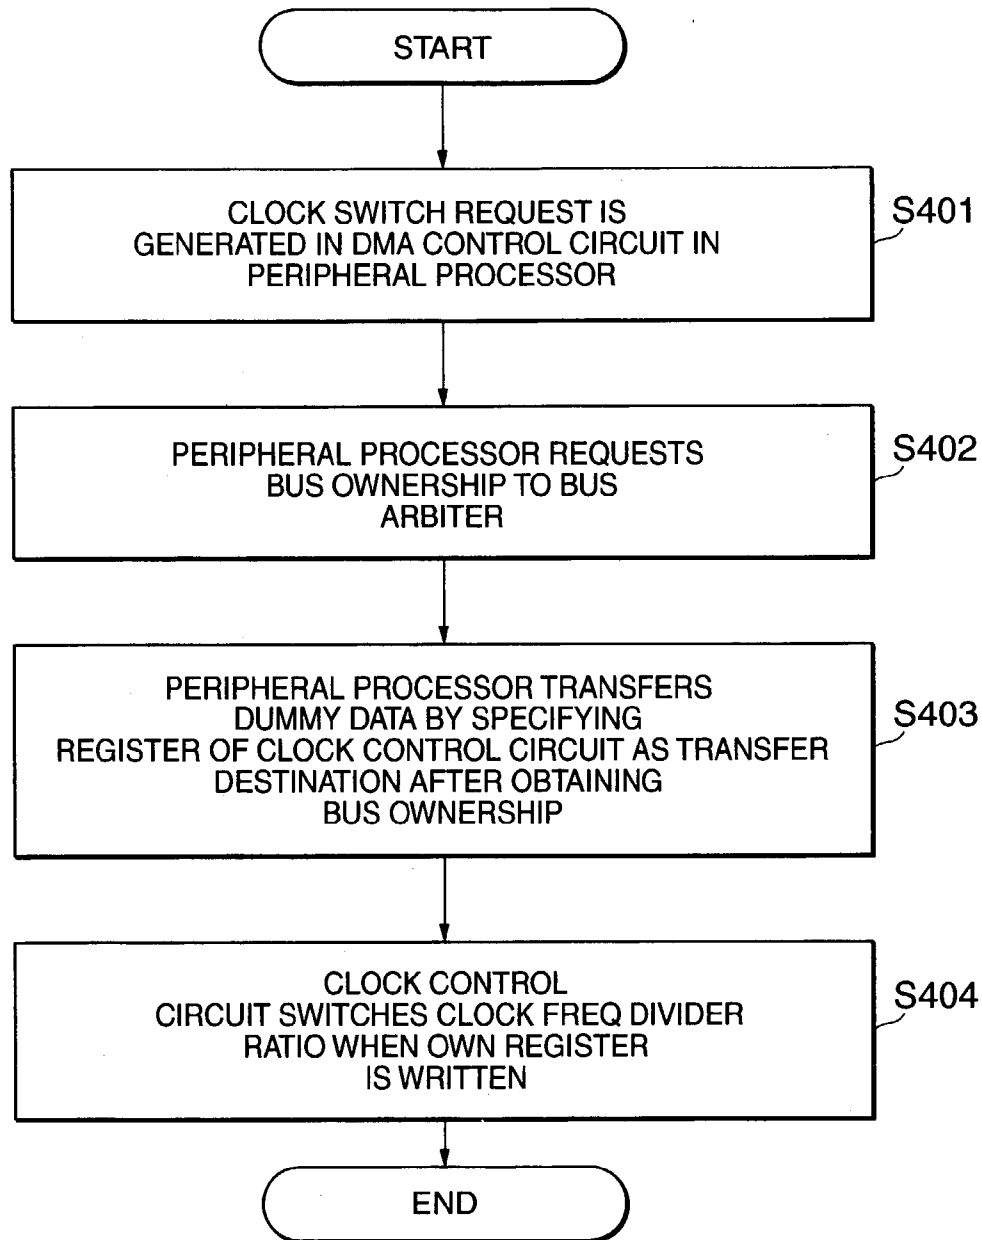 START
CLOCK SWITCH REQUEST IS
GENERATED IN DMA CONTROL CIRCUIT IN
PERIPHERAL PROCESSOR
S401
PERIPHERAL PROCESSOR REQUESTS
BUS OWNERSHIP TO BUS
ARBITER
S402
PERIPHERAL PROCESSOR TRANSFERS
DUMMY DATA BY SPECIFYING
REGISTER OF CLOCK CONTROL CIRCUIT AS TRANSFER
DESTINATION AFTER OBTAINING
BUS OWNERSHIP
S403
CLOCK CONTROL
CIRCUIT SWITCHES CLOCK FREQ DIVIDER
RATIO WHEN OWN REGISTER
IS WRITTEN
S404
END